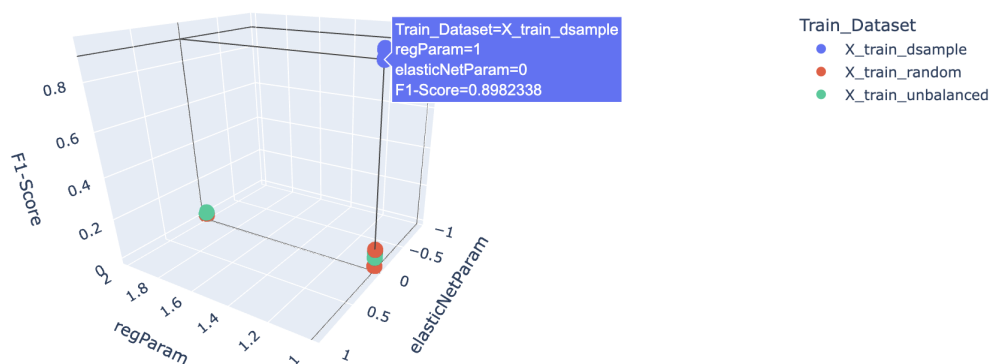 Train_Dataset=X_train_dsample
regParam=1
elasticNetParam=0
F1-Score=0.8982338
Train_Dataset
X_train_dsample
X_train_random
X_train_unbalanced
F1-Score
0.8
0.6
0.4
0.2
0
regParam
2
1.8
1.6
1.4
1.2
1
elasticNetParam
−1
−0.5
0
0.5
1